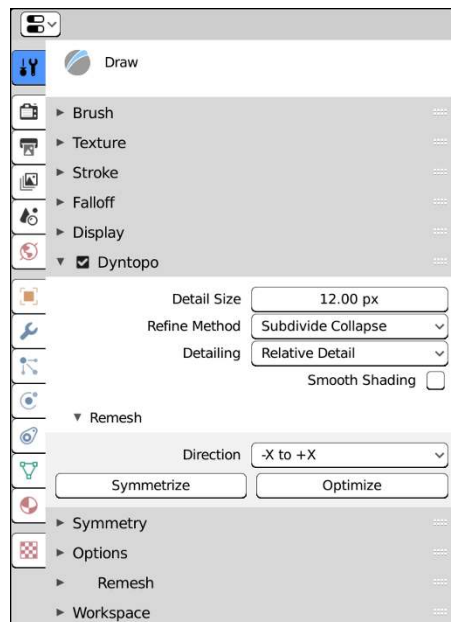 Draw
Brush
Texture
Stroke
Falloff
Display
Dyntopo
Detail Size 12.00 px
Refine Method Subdivide Collapse
Detailing Relative Detail
Smooth Shading
Remesh
Direction -X to +X
Symmetrize Optimize
Symmetry
Options
Remesh
Workspace